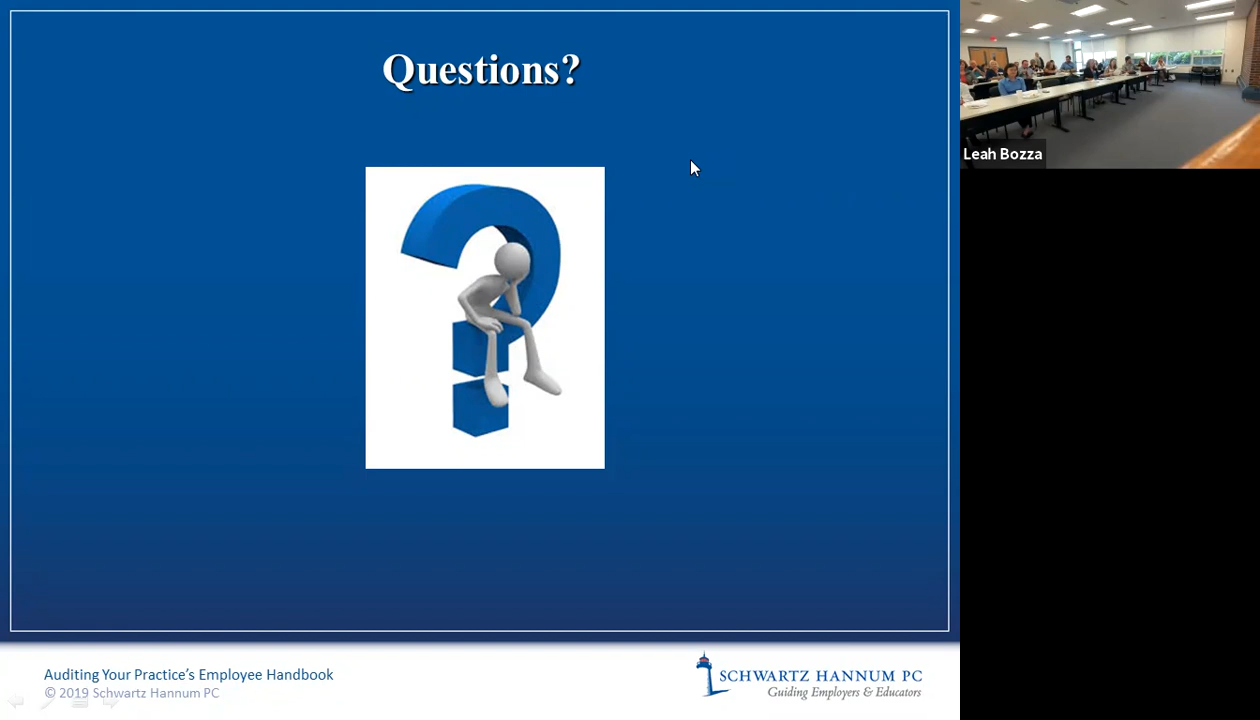 Questions?
Leah Bozza
Auditing Your Practice's Employee Handbook
© 2019 Schwartz Hannum PC
SCHWARTZ HANNUM PC
Guiding Employers & Educators